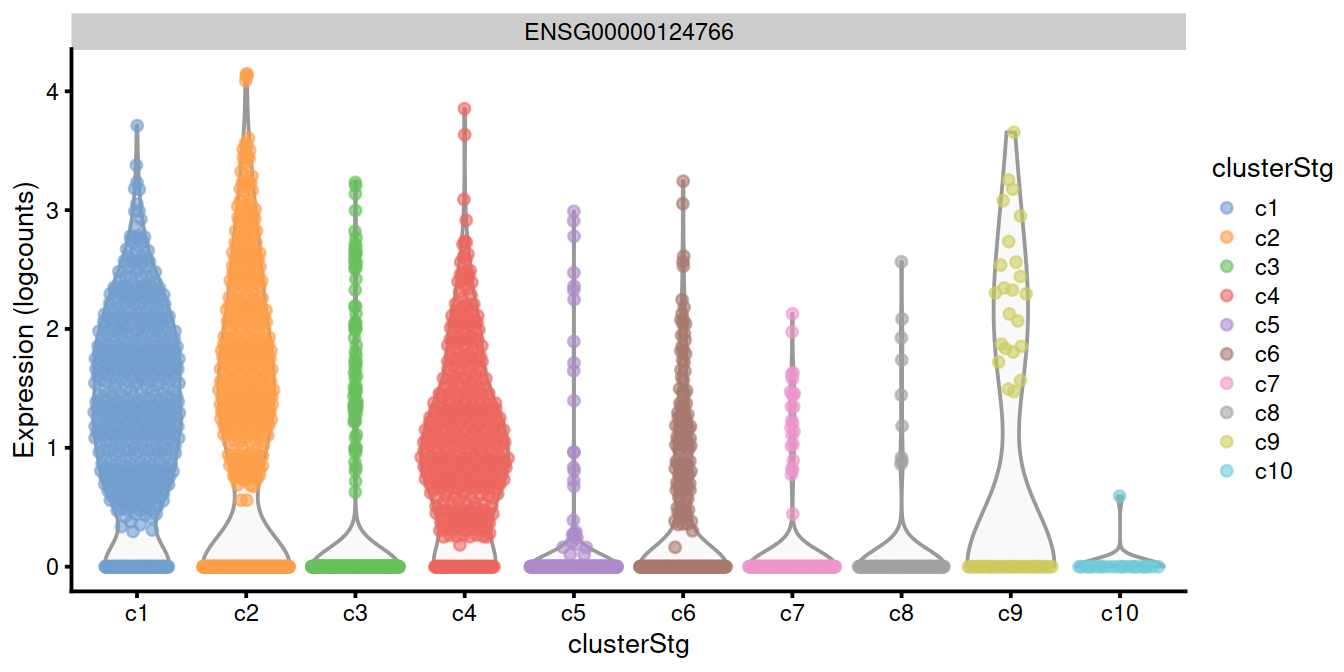 ENSG00000124766
Expression (logcounts)
4
3
2
1
0
c1 c2 c3 c4 c5 c6 c7 c8 c9 c10
clusterStg
clusterStg
c1
c2
c3
c4
c5
c6
c7
c8
c9
c10